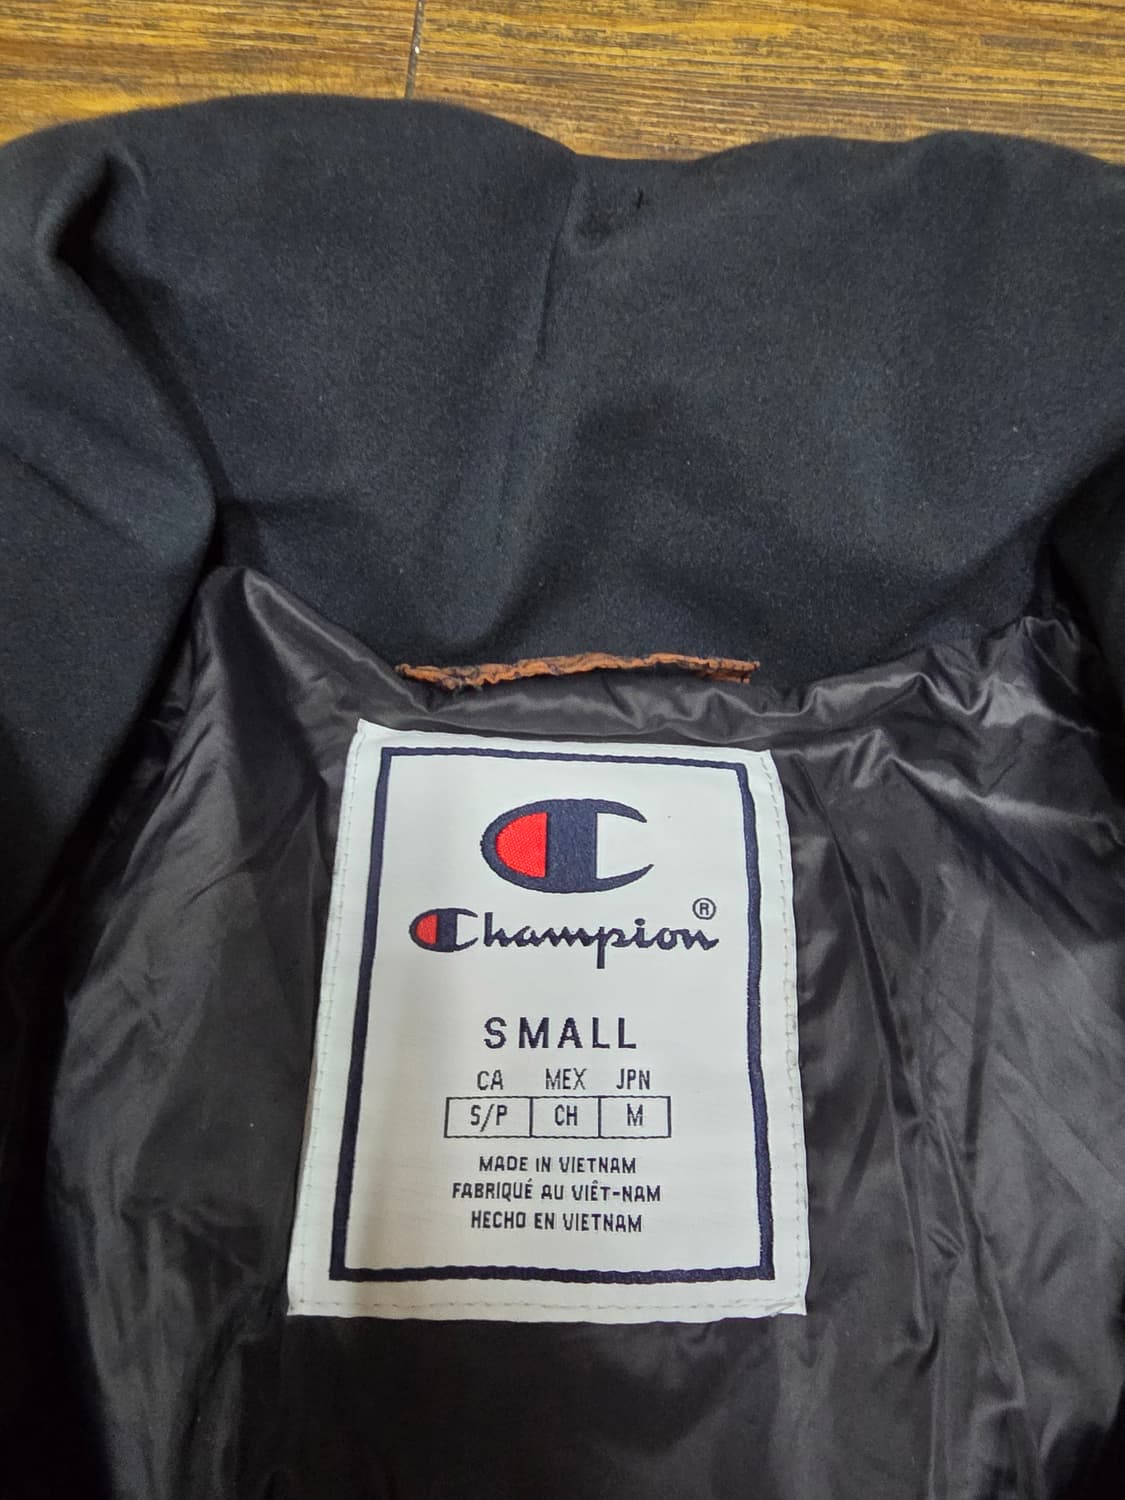 Champion®
SMALL
CA MEX JPN
S/P CH M
MADE IN VIETNAM
FABRIQUÉ AU VIÊT-NAM
HECHO EN VIETNAM